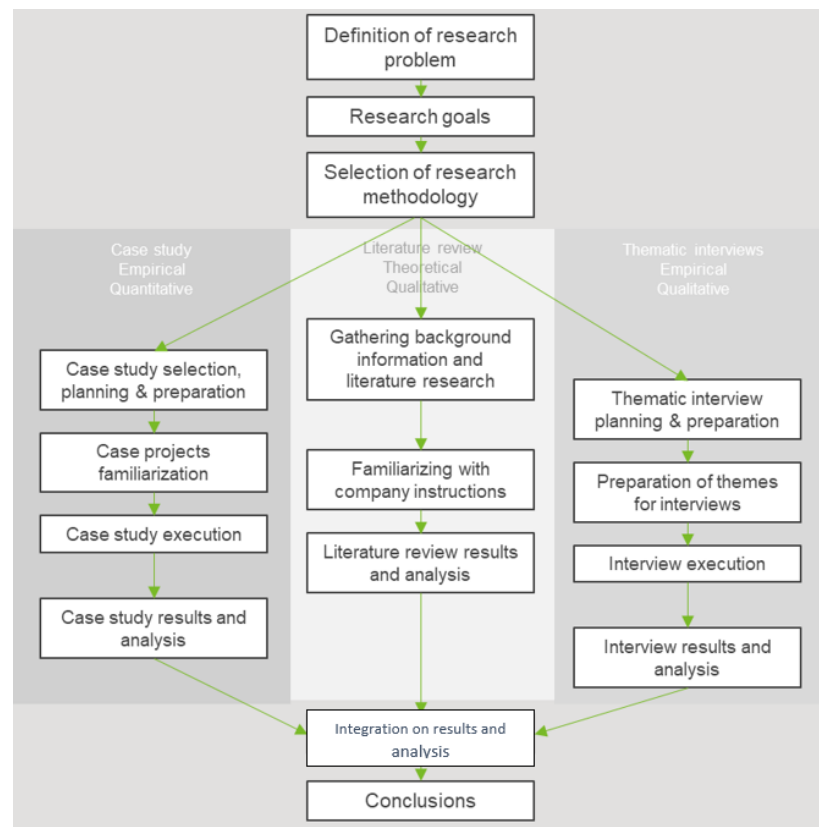 Definition of research
problem
Research goals
Selection of research
methodology
Case study
Empirical
Quantitative
Literature review
Theoretical
Qualitative
Thematic interviews
Empirical
Qualitative
Case study selection,
planning & preparation
Case projects
familiarization
Case study execution
Case study results and
analysis
Gathering background
information and
literature research
Familiarizing with
company instructions
Literature review results
and analysis
Thematic interview
planning & preparation
Preparation of themes
for interviews
Interview execution
Interview results and
analysis
Integration on results and
analysis
Conclusions